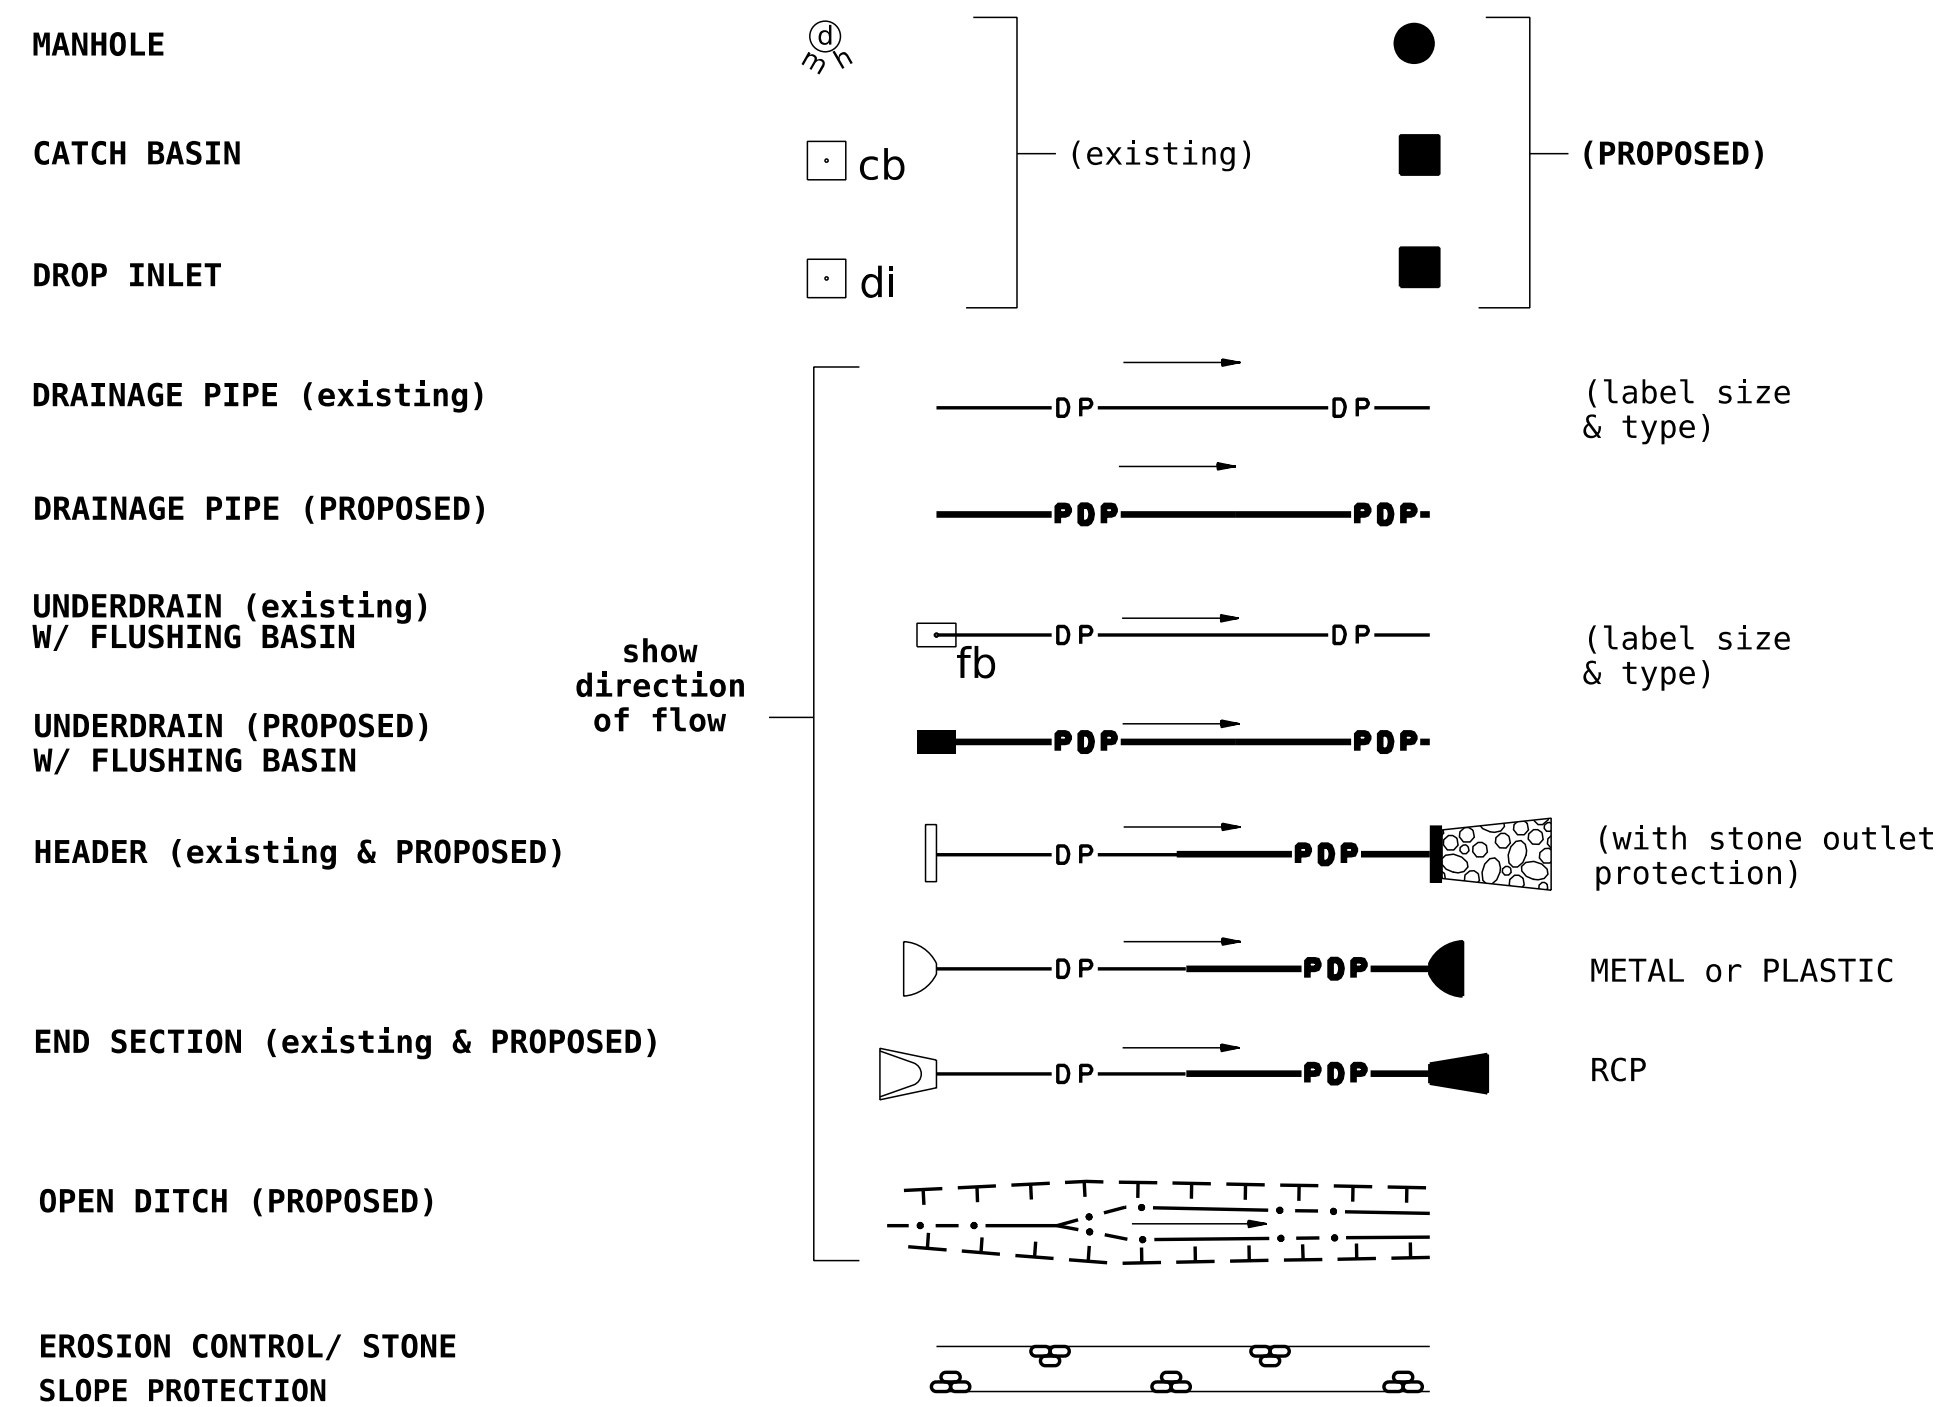 MANHOLE
d
m h
CATCH BASIN
cb
(existing)
(PROPOSED)
DROP INLET
di
DRAINAGE PIPE (existing)
DP DP
(label size
& type)
DRAINAGE PIPE (PROPOSED)
PDP PDP
UNDERDRAIN (existing)
W/ FLUSHING BASIN
DP DP
fb
(label size
& type)
show
direction
of flow
UNDERDRAIN (PROPOSED)
W/ FLUSHING BASIN
PDP PDP
HEADER (existing & PROPOSED)
DP PDP
(with stone outlet
protection)
DP PDP
METAL or PLASTIC
END SECTION (existing & PROPOSED)
DP PDP
RCP
OPEN DITCH (PROPOSED)
EROSION CONTROL/ STONE
SLOPE PROTECTION